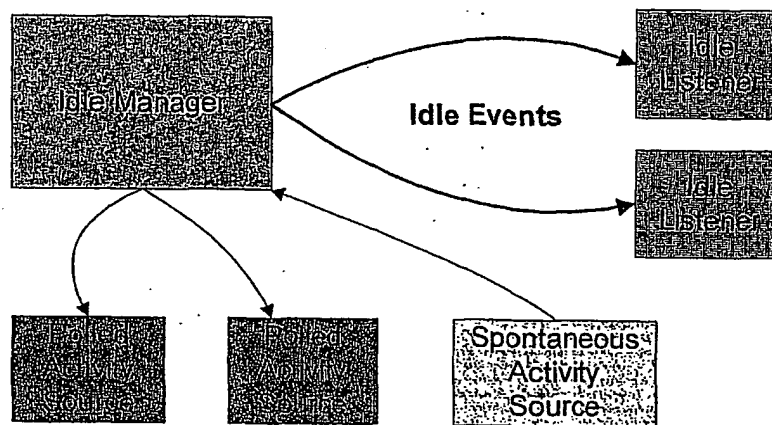 Idle Manager
Idle
Listener
Idle Events
Idle
Listener
Polled
Activity
Source
Polled
Activity
Source
Spontaneous
Activity
Source